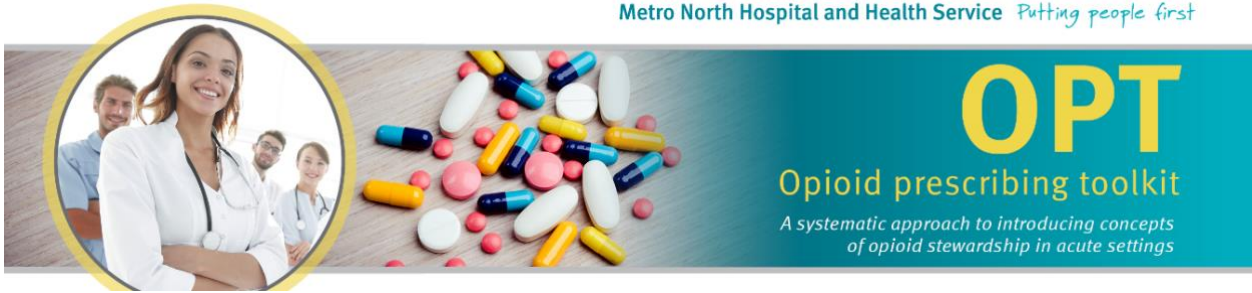 Metro North Hospital and Health Service Putting people first
OPT
Opioid prescribing toolkit
A systematic approach to introducing concepts
of opioid stewardship in acute settings